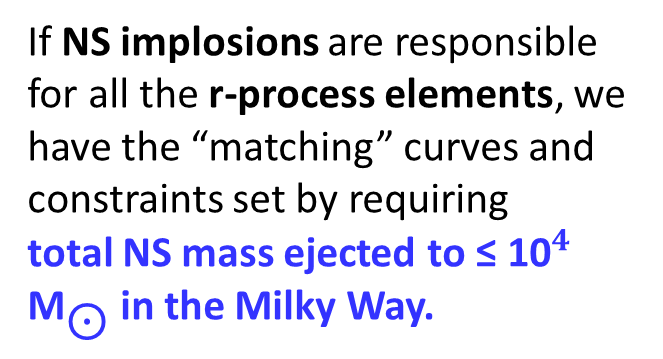 If NS implosions are responsible
for all the r-process elements, we
have the “matching” curves and
constraints set by requiring
total NS mass ejected to ≤ 10⁴
M⨀ in the Milky Way.